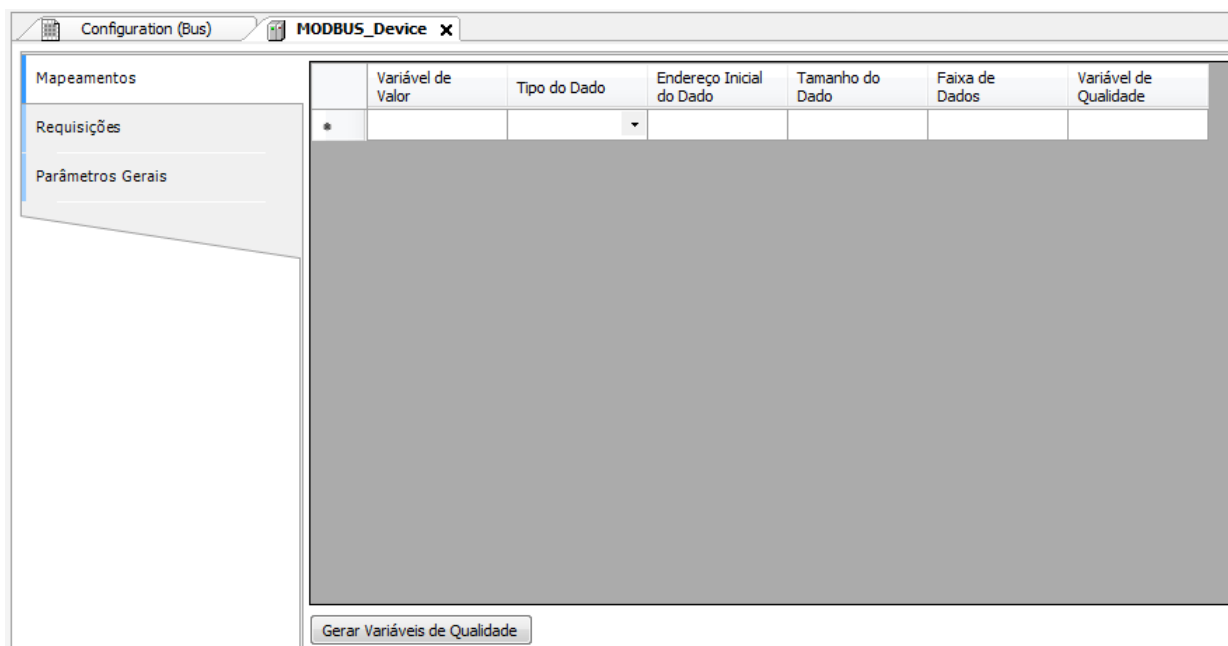 Configuration (Bus)
MODBUS_Device x
Mapeamentos
Requisições
Parâmetros Gerais
Variável de
Valor
Tipo do Dado
Endereço Inicial
do Dado
Tamanho do
Dado
Faixa de
Dados
Variável de
Qualidade
*
Gerar Variáveis de Qualidade